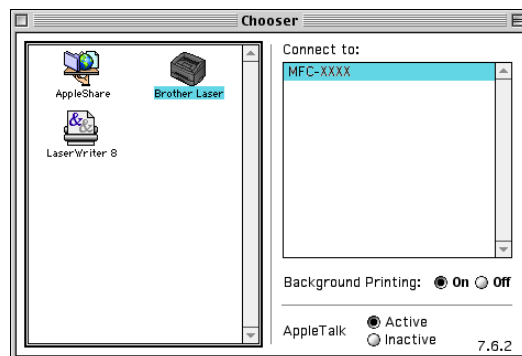 Chooser
AppleShare
Brother Laser
LaserWriter 8
Connect to:
MFC-XXXX
Background Printing: On Off
AppleTalk
Active
Inactive
7.6.2